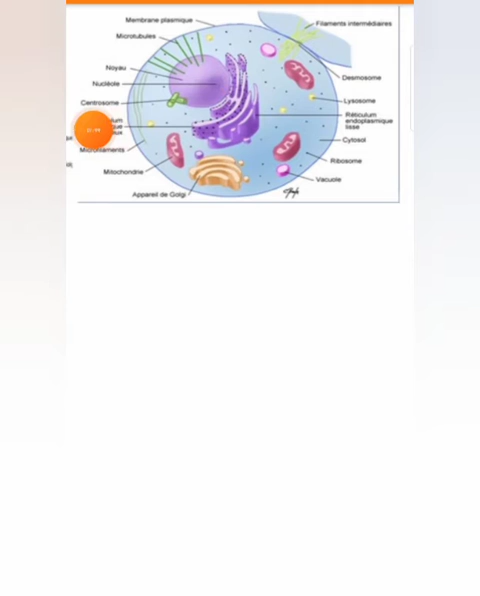 Membrane plasmique
Filaments intermédiaires
Microtubules
Noyau
Desmosome
Nucléole
Centrosome
Lysosome
Réticulum
endoplasmique
lisse
Cytosol
Microfilaments
Ribosome
Mitochondrie
Vacuole
Appareil de Golgi